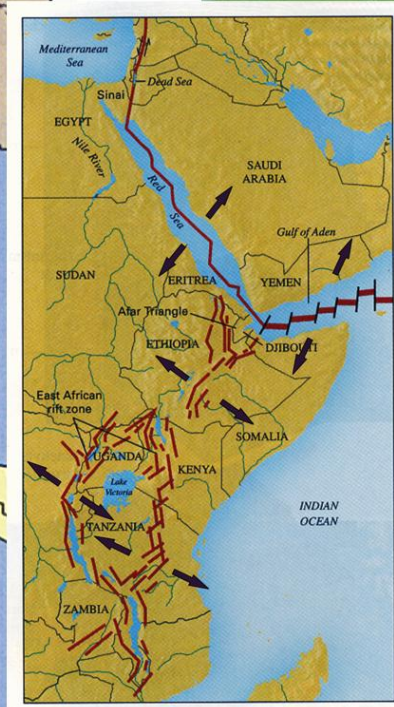 Mediterranean
Sea
Dead Sea
Sinai
EGYPT
Nile River
Red
Sea
SAUDI
ARABIA
Gulf of Aden
SUDAN
ERITREA
YEMEN
Afar Triangle
ETHIOPIA
DJIBOUTI
East African
rift zone
SOMALIA
UGANDA
KENYA
Lake
Victoria
INDIAN
OCEAN
TANZANIA
ZAMBIA